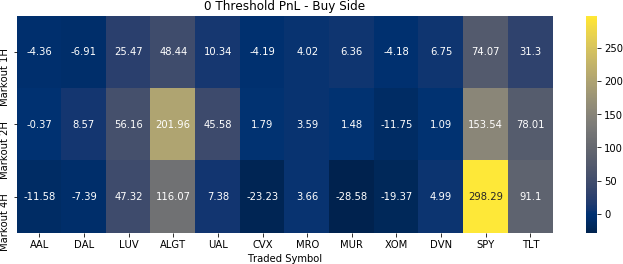 0 Threshold PnL - Buy Side
Markout 1H -4.36 -6.91 25.47 48.44 10.34 -4.19 4.02 6.36 -4.18 6.75 74.07 31.3
Markout 2H -0.37 8.57 56.16 201.96 45.58 1.79 3.59 1.48 -11.75 1.09 153.54 78.01
Markout 4H -11.58 -7.39 47.32 116.07 7.38 -23.23 3.66 -28.58 -19.37 4.99 298.29 91.1
AAL DAL LUV ALGT UAL CVX MRO MUR XOM DVN SPY TLT
Traded Symbol
250
200
150
100
50
0